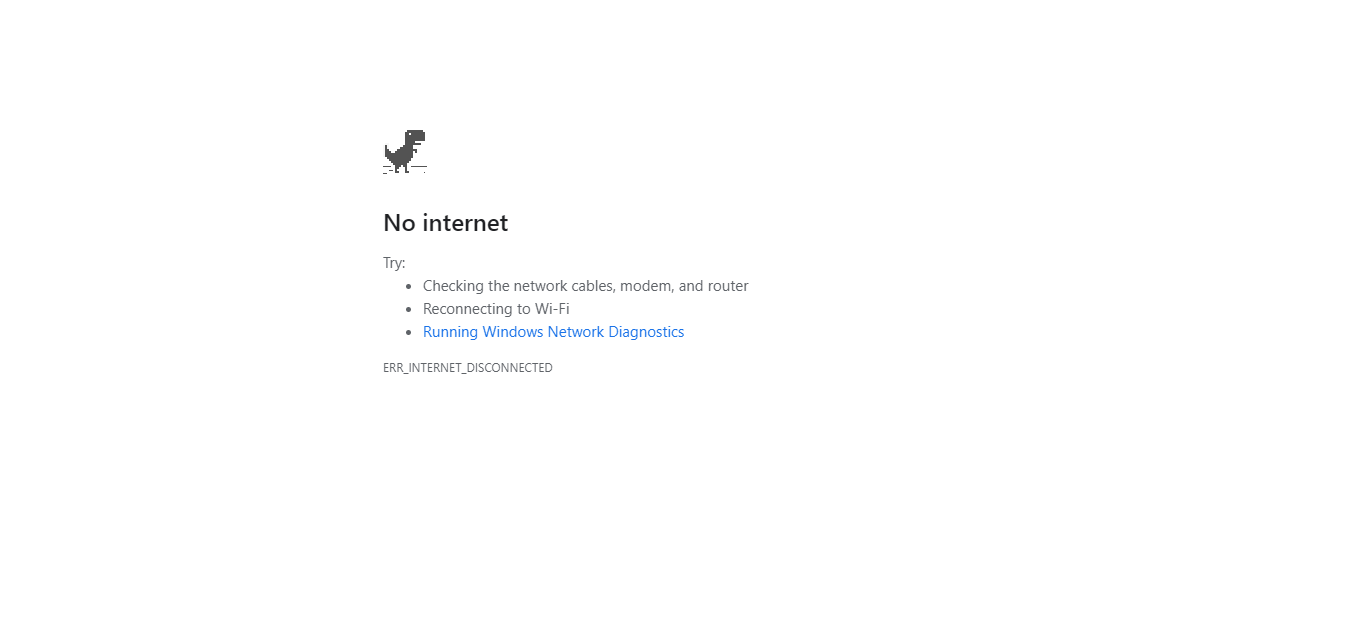 No internet
Try:
Checking the network cables, modem, and router
Reconnecting to Wi-Fi
Running Windows Network Diagnostics
ERR_INTERNET_DISCONNECTED